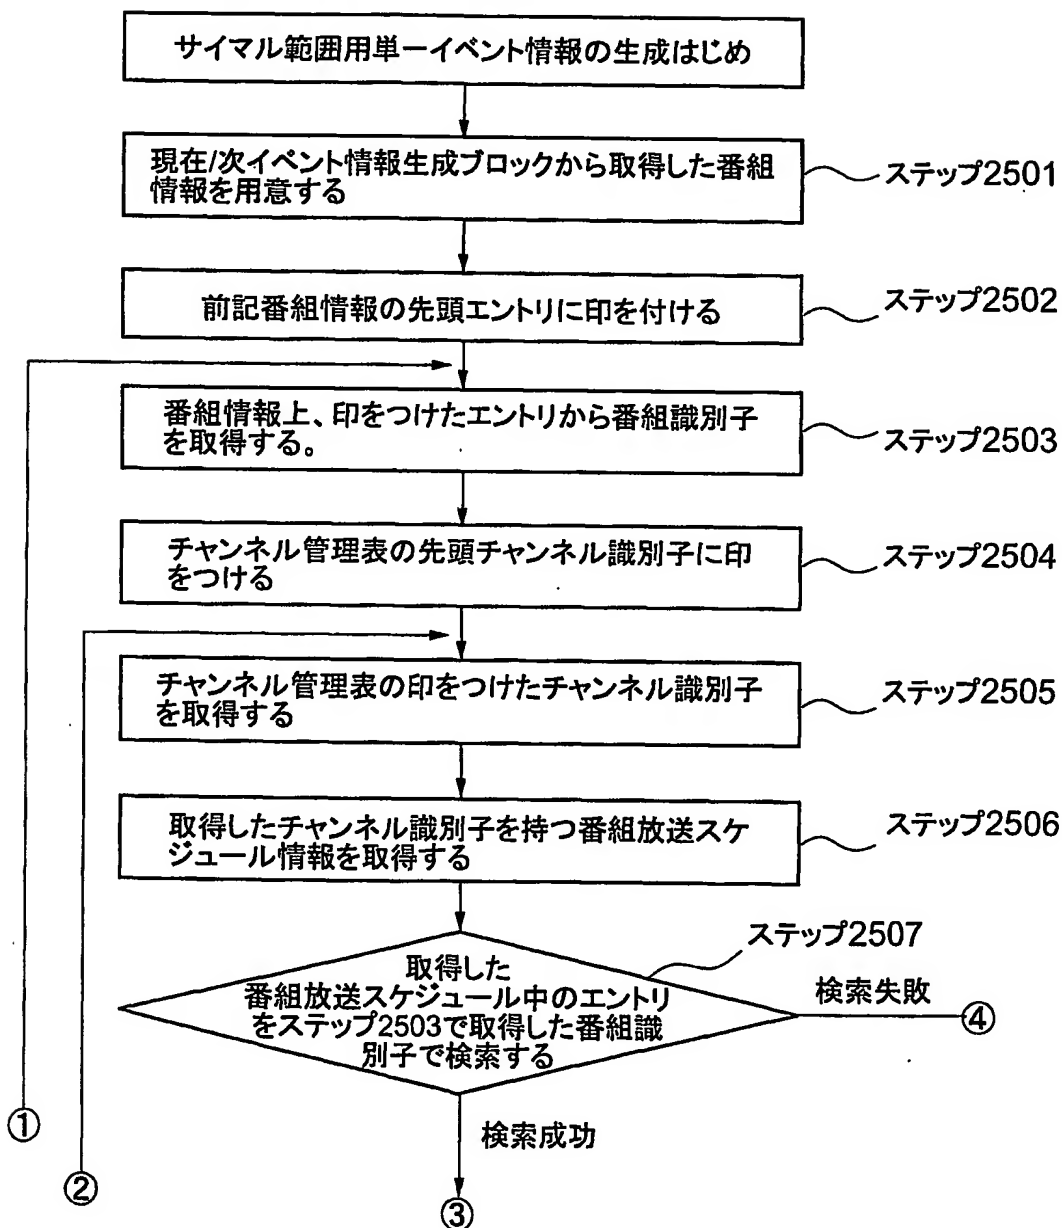 サイマル範囲用単一イベント情報の生成はじめ
現在/次イベント情報生成ブロックから取得した番組
情報を用意する
ステップ2501
前記番組情報の先頭エントリに印を付ける
ステップ2502
番組情報上、印をつけたエントリから番組識別子
を取得する。
ステップ2503
チャンネル管理表の先頭チャンネル識別子に印
をつける
ステップ2504
チャンネル管理表の印をつけたチャンネル識別子
を取得する
ステップ2505
取得したチャンネル識別子を持つ番組放送スケ
ジュール情報を取得する
ステップ2506
ステップ2507
取得した
番組放送スケジュール中のエントリ
をステップ2503で取得した番組識
別子で検索する
検索失敗
④
①
検索成功
②
③